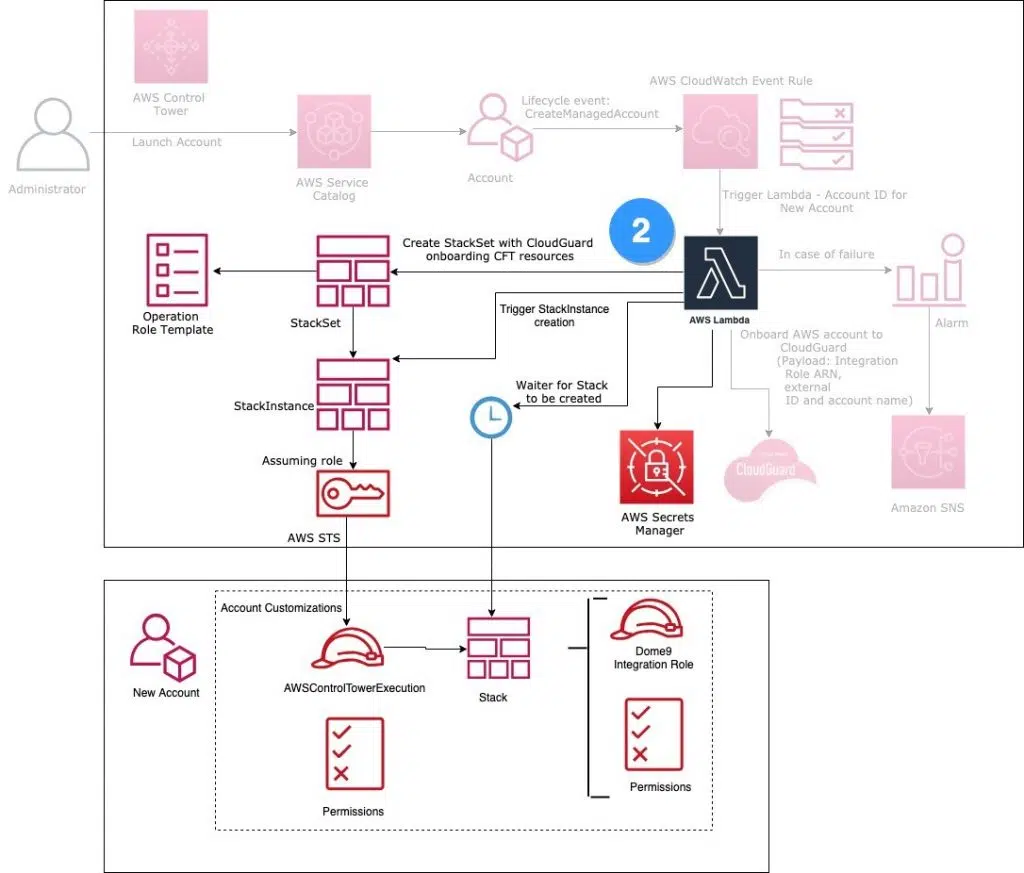 AWS Control
Tower
Administrator
Launch Account
AWS Service
Catalog
Account
Lifecycle event:
CreateManagedAccount
AWS CloudWatch Event Rule
Trigger Lambda - Account ID for
New Account
2
Create StackSet with CloudGuard
onboarding CFT resources
Operation
Role Template
StackSet
AWS Lambda
In case of failure
Alarm
Trigger StackInstance
creation
StackInstance
Waiter for Stack
to be created
Onboard AWS account to
CloudGuard
(Payload: Integration
Role ARN,
external
ID and account name)
Assuming role
AWS STS
AWS Secrets
Manager
CloudGuard
Amazon SNS
Account Customizations
New Account
AWSControlTowerExecution
Stack
Dome9
Integration Role
Permissions
Permissions